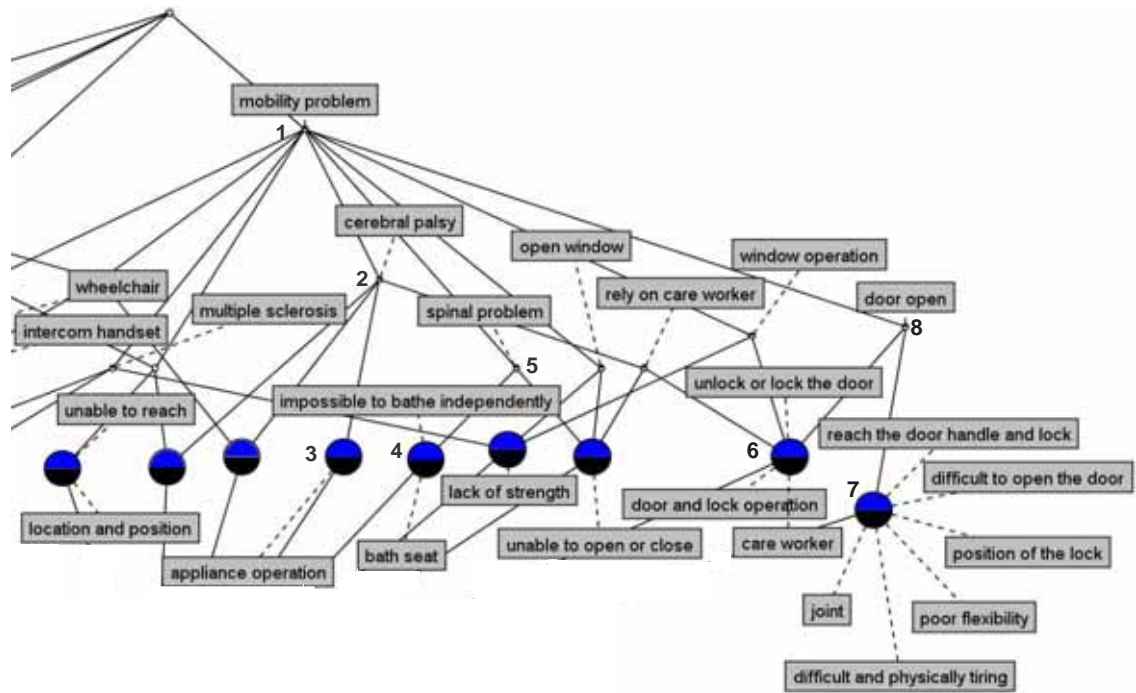 mobility problem
1
cerebral palsy
open window
window operation
2
wheelchair
rely on care worker
door open
multiple sclerosis
spinal problem
intercom handset
8
5
unlock or lock the door
impossible to bathe independently
unable to reach
reach the door handle and lock
3
4
6
difficult to open the door
7
lack of strength
door and lock operation
location and position
unable to open or close
care worker
position of the lock
bath seat
appliance operation
joint
poor flexibility
difficult and physically tiring